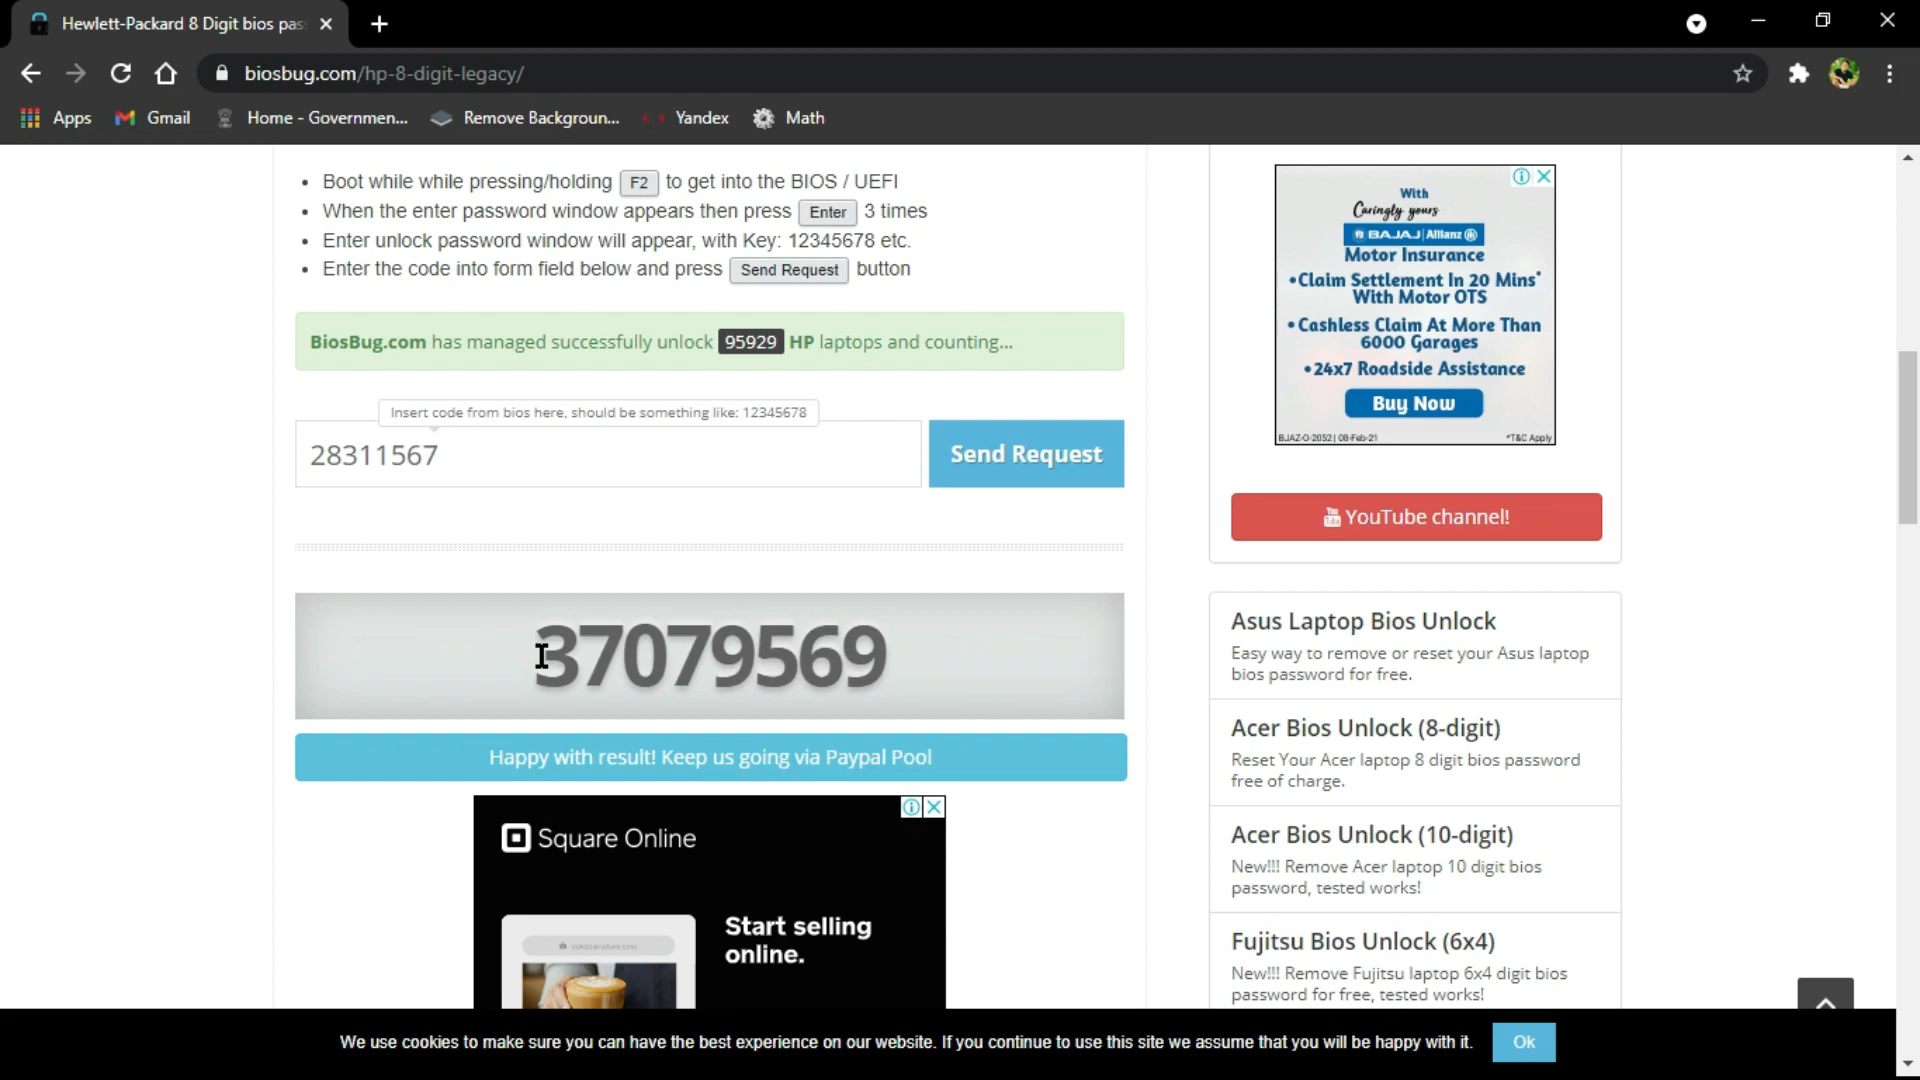 Hewlett-Packard 8 Digit bios pas
biosbug.com/hp-8-digit-legacy/
Apps
Gmail
Home - Governmen...
Remove Backgroun...
Yandex
Math
Boot while while pressing/holding F2 to get into the BIOS / UEFI
When the enter password window appears then press Enter 3 times
Enter unlock password window will appear, with Key: 12345678 etc.
Enter the code into form field below and press Send Request button
BiosBug.com has managed successfully unlock 95929 HP laptops and counting...
Insert code from bios here, should be something like: 12345678
28311567
Send Request
37079569
Happy with result! Keep us going via Paypal Pool
Square Online
Start selling
online.
With
Caringly yours
BAJAJ Allianz
Motor Insurance
•Claim Settlement In 20 Mins*
With Motor OTS
•Cashless Claim At More Than
6000 Garages
•24x7 Roadside Assistance
Buy Now
BJAZ-O-2052 | 08-Feb-21
*T&C Apply
You Tube YouTube channel!
Asus Laptop Bios Unlock
Easy way to remove or reset your Asus laptop
bios password for free.
Acer Bios Unlock (8-digit)
Reset Your Acer laptop 8 digit bios password
free of charge.
Acer Bios Unlock (10-digit)
New!!! Remove Acer laptop 10 digit bios
password, tested works!
Fujitsu Bios Unlock (6x4)
New!!! Remove Fujitsu laptop 6x4 digit bios
password for free, tested works!
We use cookies to make sure you can have the best experience on our website. If you continue to use this site we assume that you will be happy with it.
Ok